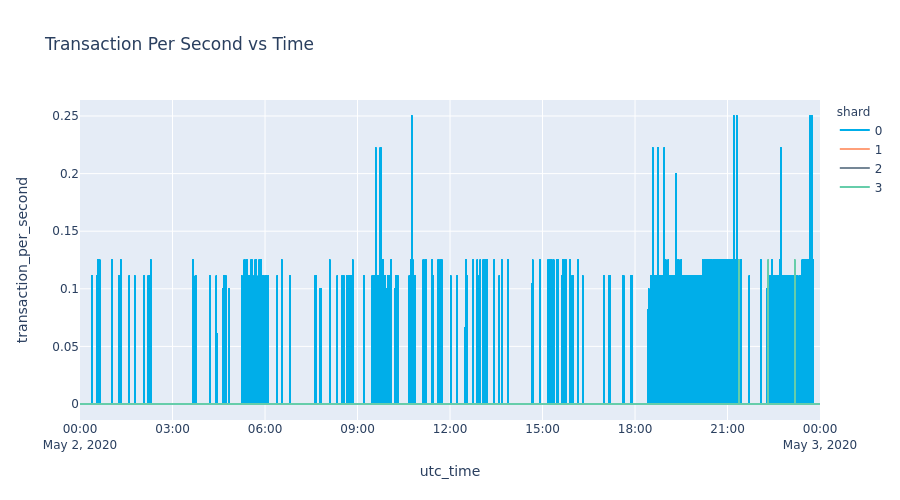 Transaction Per Second vs Time
shard
0
1
2
3
transaction_per_second
0.25
0.2
0.15
0.1
0.05
0
00:00 03:00 06:00 09:00 12:00 15:00 18:00 21:00 00:00
May 2, 2020 May 3, 2020
utc_time